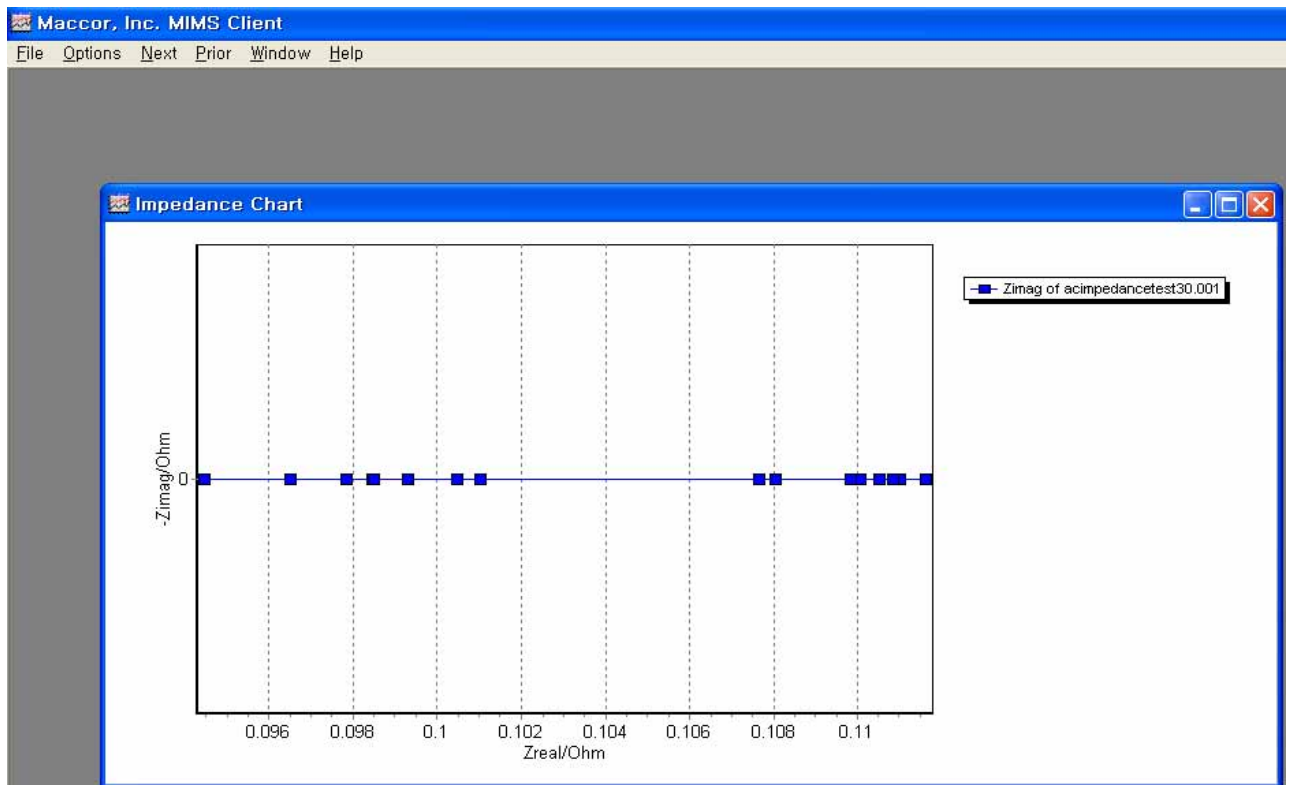 Maccor, Inc. MIMS Client
File Options Next Prior Window Help
Impedance Chart
Zimag of acimpedancetest30.001
-Zimag/Ohm
0
0.096 0.098 0.1 0.102 0.104 0.106 0.108 0.11
Zreal/Ohm